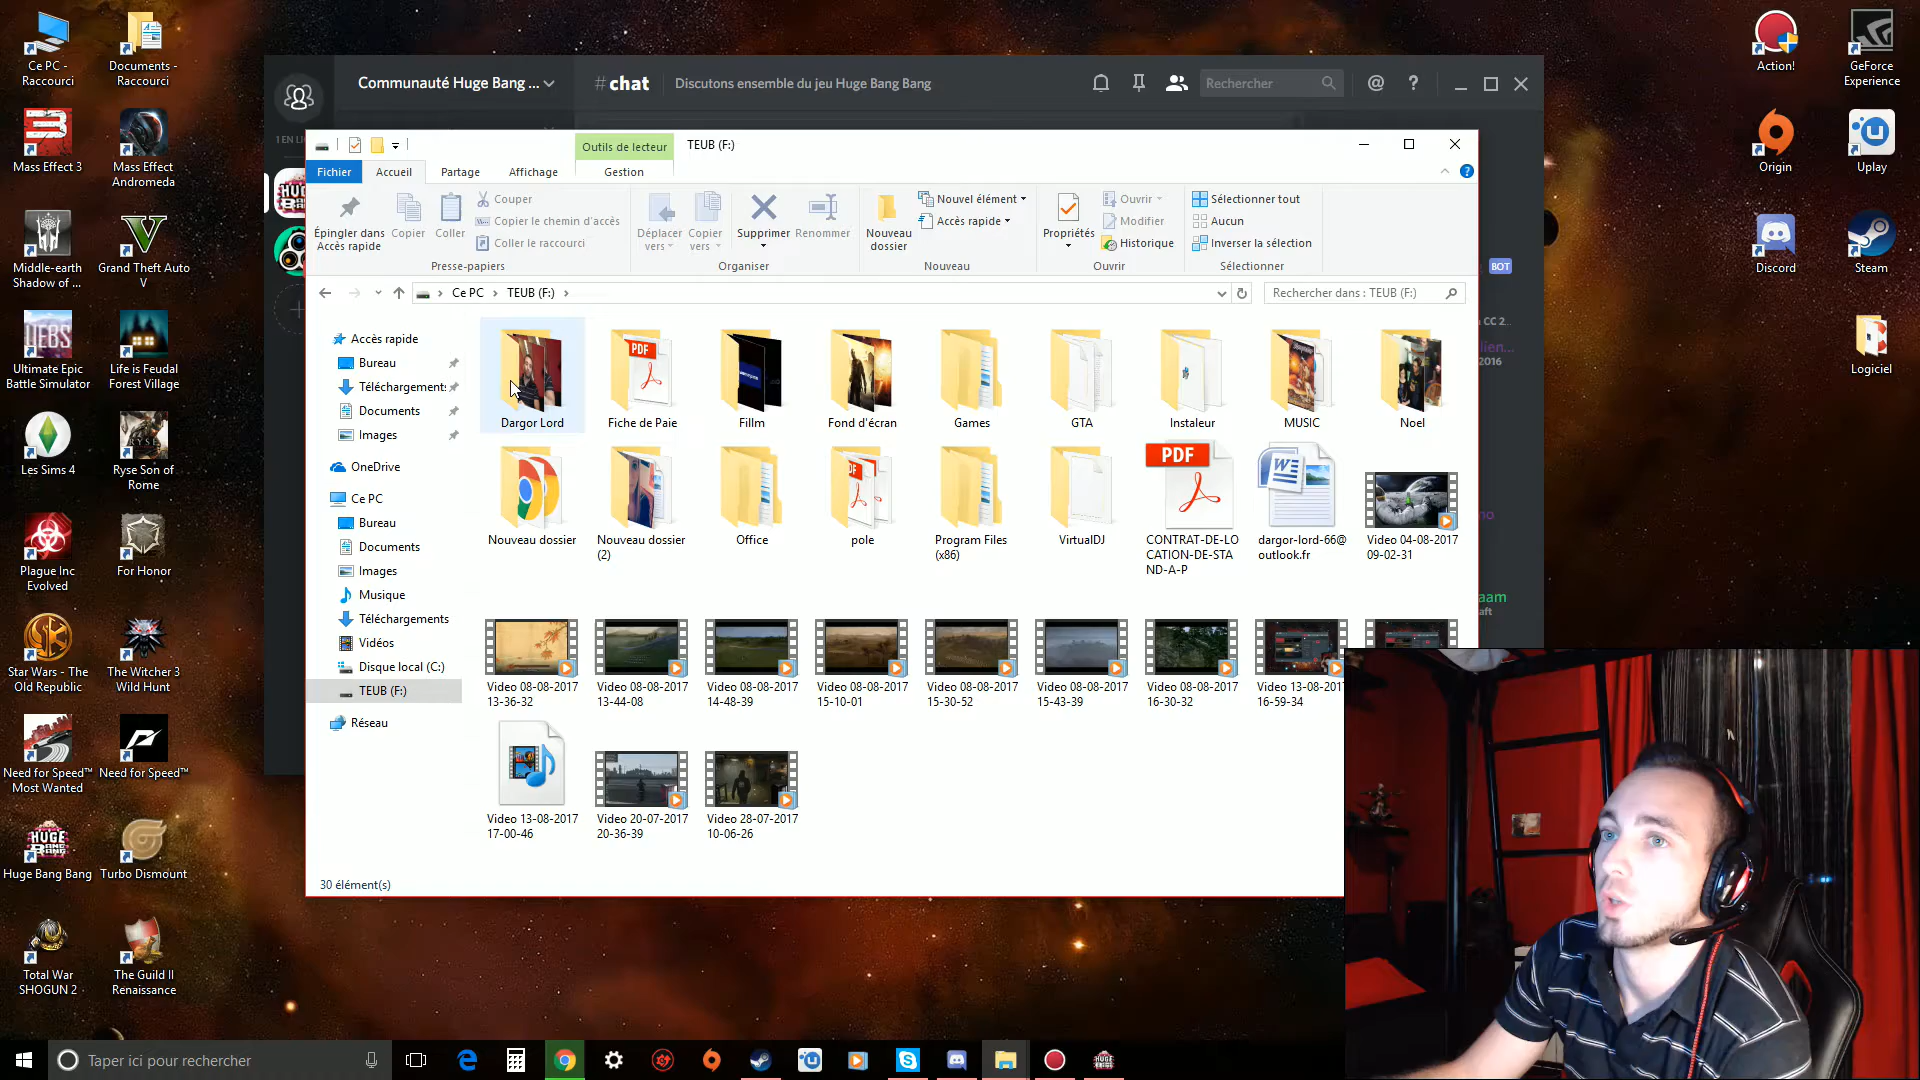 Ce PC -
Raccourci
Documents -
Raccourci
Mass Effect 3
Mass Effect
Andromeda
Middle-earth
Shadow of ...
Grand Theft Auto
V
Ultimate Epic
Battle Simulator
Life is Feudal
Forest Village
Les Sims 4
Ryse Son of
Rome
Plague Inc
Evolved
For Honor
Star Wars - The
Old Republic
The Witcher 3
Wild Hunt
Need for Speed™
Most Wanted
Need for Speed™
Huge Bang Bang
Turbo Dismount
Total War
SHOGUN 2
The Guild II
Renaissance
Action!
GeForce
Experience
Origin
Uplay
Discord
Steam
Logiciel
Communauté Huge Bang ...
#chat
Discutons ensemble du jeu Huge Bang Bang
Rechercher
BOT
2016
Outils de lecteur
TEUB (F:)
Fichier
Accueil
Partage
Affichage
Gestion
Épingler dans
Accès rapide
Copier
Coller
Couper
Copier le chemin d'accès
Coller le raccourci
Presse-papiers
Déplacer
vers
Copier
vers
Supprimer
Renommer
Organiser
Nouveau
dossier
Nouvel élément
Accès rapide
Nouveau
Propriétés
Ouvrir
Modifier
Historique
Ouvrir
Sélectionner tout
Aucun
Inverser la sélection
Sélectionner
Ce PC
TEUB (F:)
Rechercher dans : TEUB (F:)
Accès rapide
Bureau
Téléchargements
Documents
Images
OneDrive
Ce PC
Bureau
Documents
Images
Musique
Téléchargements
Vidéos
Disque local (C:)
TEUB (F:)
Réseau
Dargor Lord
Fiche de Paie
Fillm
Fond d'écran
Games
GTA
Instaleur
MUSIC
Noel
Nouveau dossier
Nouveau dossier
(2)
Office
pole
Program Files
(x86)
VirtualDJ
PDF
CONTRAT-DE-LO
CATION-DE-STA
ND-A-P
dargor-lord-66@
outlook.fr
Video 04-08-2017
09-02-31
Video 08-08-2017
13-36-32
Video 08-08-2017
13-44-08
Video 08-08-2017
14-48-39
Video 08-08-2017
15-10-01
Video 08-08-2017
15-30-52
Video 08-08-2017
15-43-39
Video 08-08-2017
16-30-32
Video 13-08-2017
16-59-34
Video 13-08-2017
17-00-46
Video 20-07-2017
20-36-39
Video 28-07-2017
10-06-26
30 élément(s)
Taper ici pour rechercher